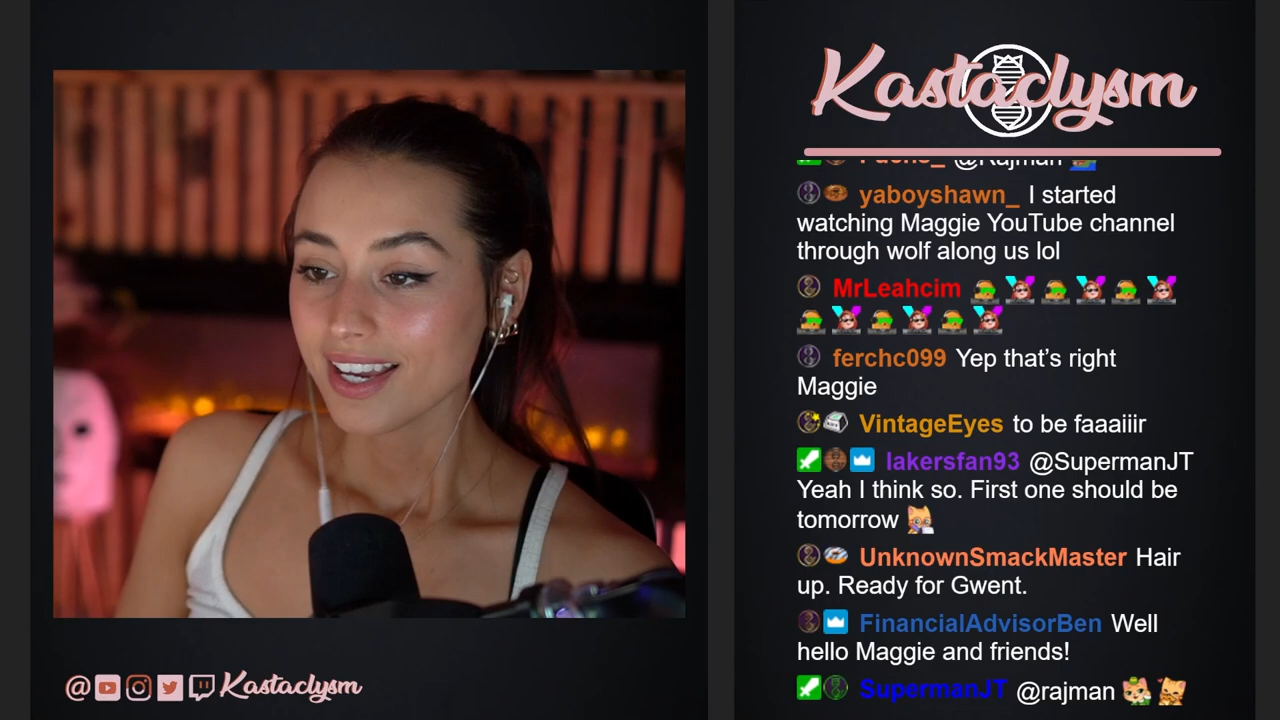 Kastaclysm
@Rajman
yaboyshawn_ I started
watching Maggie YouTube channel
through wolf along us lol
MrLeahcim
ferchc099 Yep that’s right
Maggie
VintageEyes to be faaaiiir
lakersfan93 @SupermanJT
Yeah I think so. First one should be
tomorrow
UnknownSmackMaster Hair
up. Ready for Gwent.
FinancialAdvisorBen Well
hello Maggie and friends!
SupermanJT @rajman
@ Kastaclysm